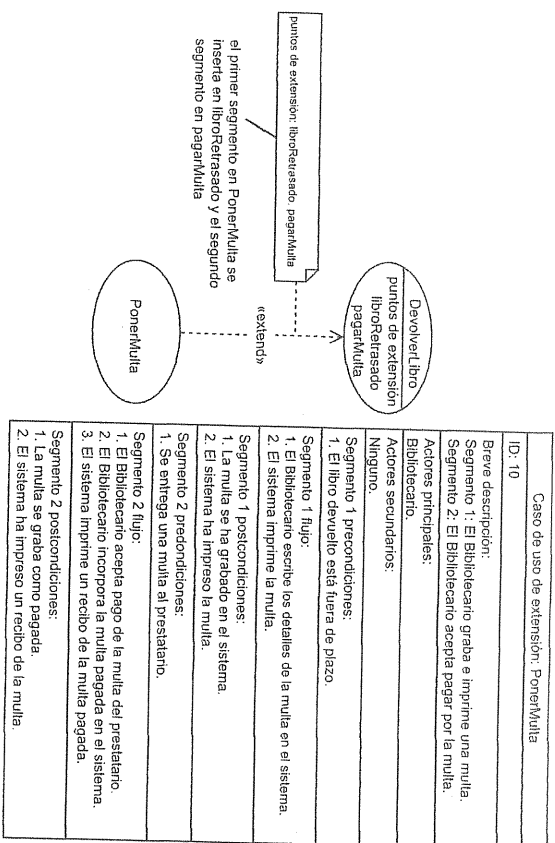 DevolverLibro
puntos de extensión
libroRetrasado
pagarMulta
puntos de extensión: libroRetrasado, pagarMulta
«extend»
el primer segmento en PonerMulta se
inserta en libroRetrasado y el segundo
segmento en pagarMulta
PonerMulta
Caso de uso de extensión: PonerMulta
ID: 10
Breve descripción:
Segmento 1: El Bibliotecario graba e imprime una multa.
Segmento 2: El Bibliotecario acepta pagar por la multa.
Actores principales:
Bibliotecario.
Actores secundarios:
Ninguno.
Segmento 1 precondiciones:
1. El libro devuelto está fuera de plazo.
Segmento 1 flujo:
1. El Bibliotecario escribe los detalles de la multa en el sistema.
2. El sistema imprime la multa.
Segmento 1 postcondiciones:
1. La multa se ha grabado en el sistema.
2. El sistema ha impreso la multa.
Segmento 2 predondiciones:
1. Se entrega una multa al prestatario.
Segmento 2 flujo:
1. El Bibliotecario acepta pago de la multa del prestatario.
2. El Bibliotecario incorpora la multa pagada en el sistema.
3. El sistema imprime un recibo de la multa pagada.
Segmento 2 postcondiciones:
1. La multa se graba como pagada.
2. El sistema ha impreso un recibo de la multa.